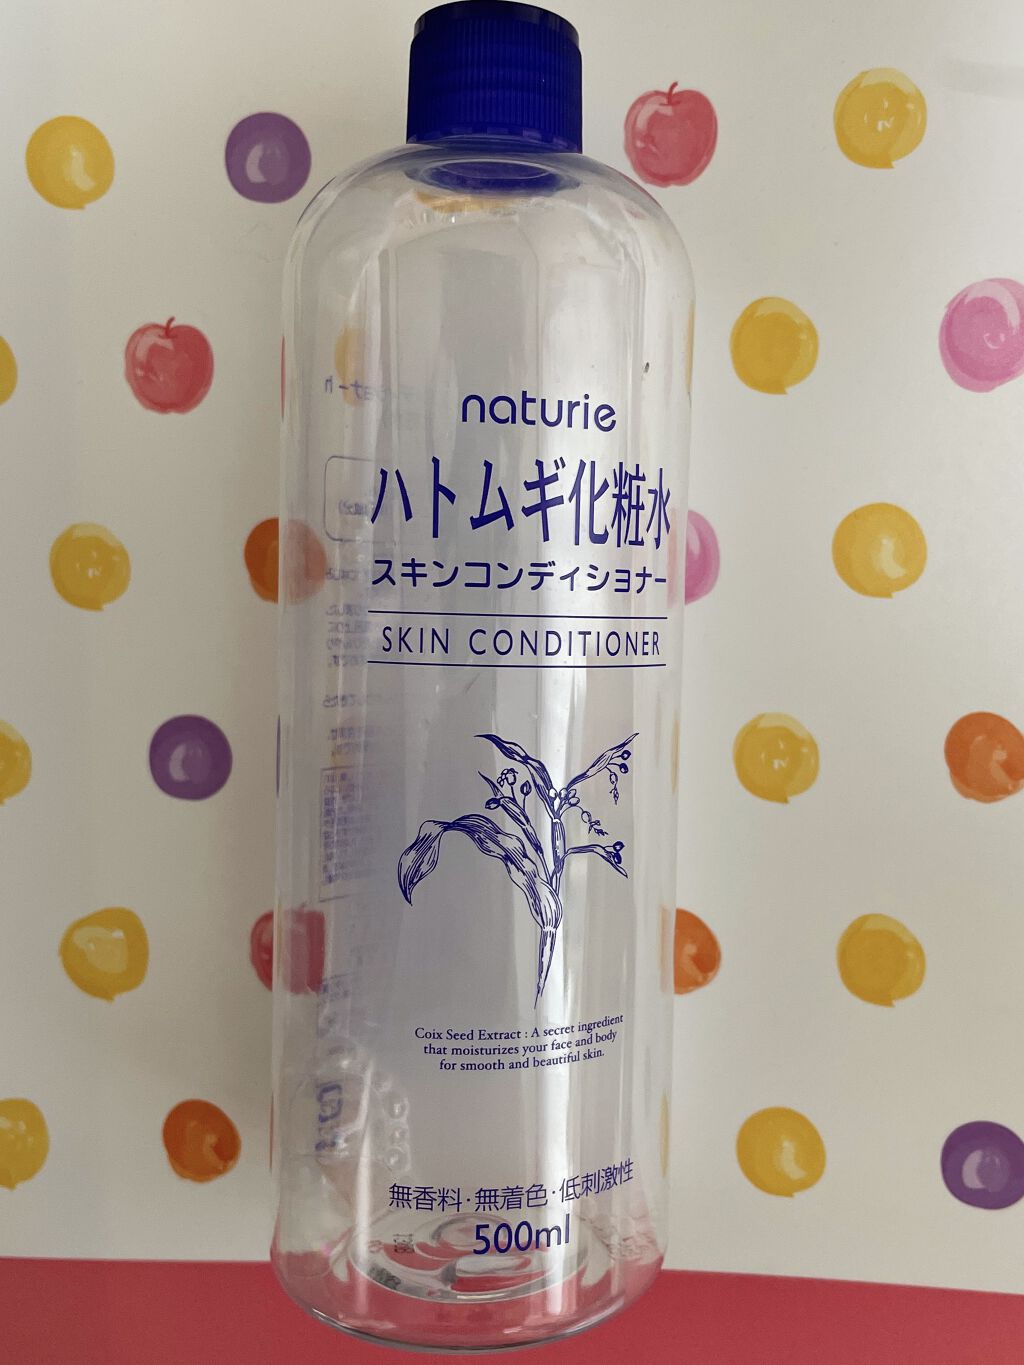 naturie
ハトムギ化粧水
スキンコンディショナー
SKIN CONDITIONER
Coix Seed Extract : A secret ingredient
that moisturizes your face and body
for smooth and beautiful skin.
無香料・無着色・低刺激性
500ml